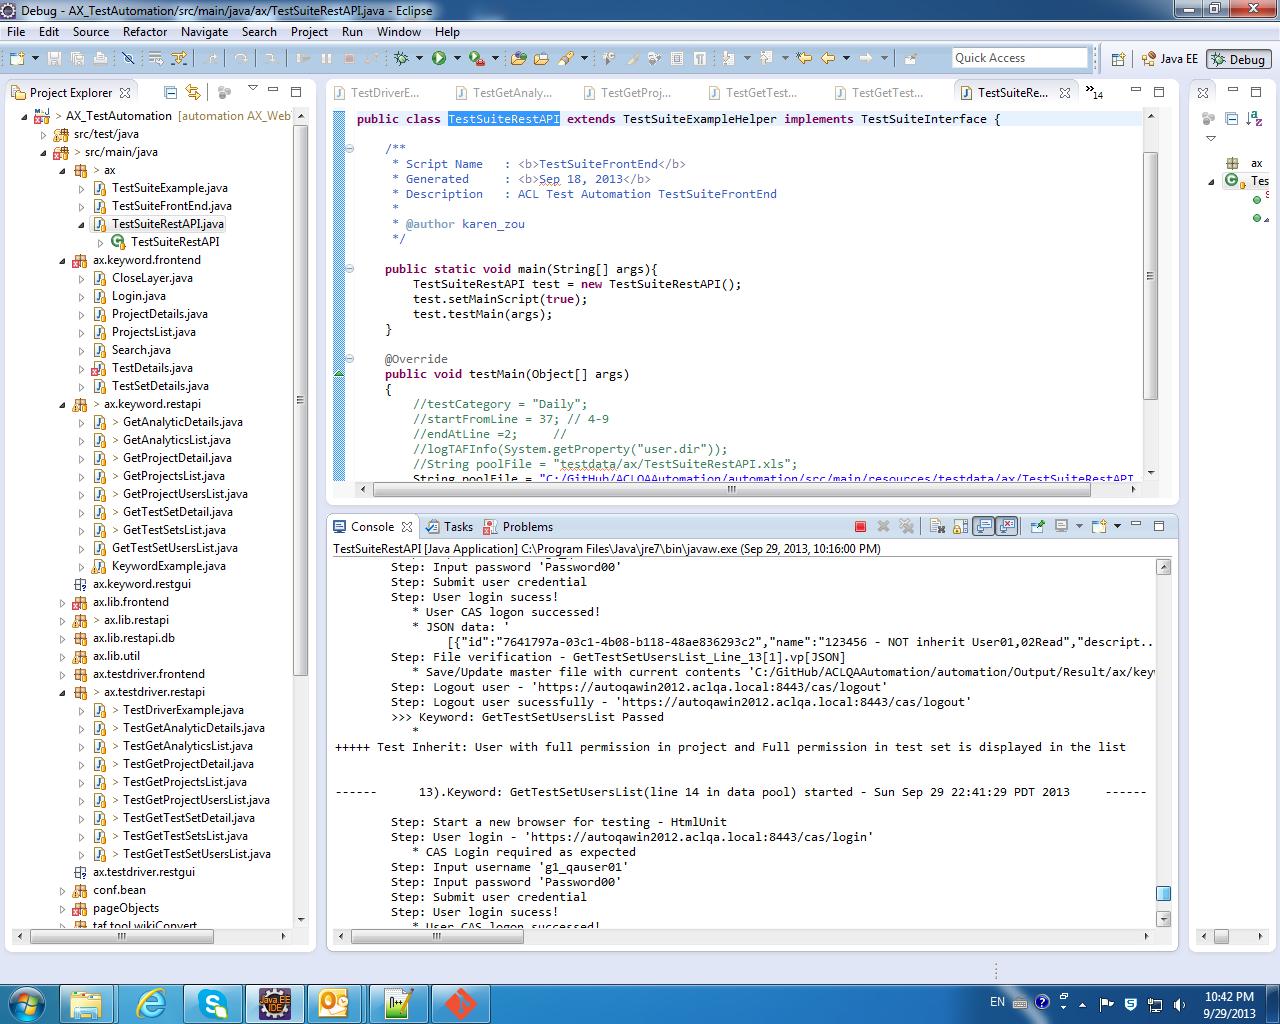 Debug - AX_TestAutomation/src/main/java/ax/TestSuiteRestAPI.java - Eclipse
File Edit Source Refactor Navigate Search Project Run Window Help
Quick Access
Java EE
Debug
Project Explorer
> AX_TestAutomation [automation AX_Web
src/test/java
> src/main/java
> ax
TestSuiteExample.java
TestSuiteFrontEnd.java
TestSuiteRestAPI.java
TestSuiteRestAPI
ax.keyword.frontend
CloseLayer.java
Login.java
ProjectDetails.java
ProjectsList.java
Search.java
TestDetails.java
TestSetDetails.java
> ax.keyword.restapi
> GetAnalyticDetails.java
> GetAnalyticsList.java
> GetProjectDetail.java
> GetProjectsList.java
> GetProjectUsersList.java
> GetTestSetDetail.java
> GetTestSetsList.java
GetTestSetUsersList.java
> KeywordExample.java
ax.keyword.restgui
ax.lib.frontend
> ax.lib.restapi
ax.lib.restapi.db
ax.lib.util
ax.testdriver.frontend
> ax.testdriver.restapi
> TestDriverExample.java
> TestGetAnalyticDetails.java
> TestGetAnalyticsList.java
> TestGetProjectDetail.java
> TestGetProjectsList.java
> TestGetProjectUsersList.java
> TestGetTestSetDetail.java
> TestGetTestSetsList.java
> TestGetTestSetUsersList.java
ax.testdriver.restgui
conf.bean
pageObjects
taf.tool.wikiConvert
TestDriverE...
TestGetAnaly...
TestGetProj...
TestGetTest...
TestGetTest...
TestSuiteRe...
»14
public class TestSuiteRestAPI extends TestSuiteExampleHelper implements TestSuiteInterface {
/**
* Script Name : <b>TestSuiteFrontEnd</b>
* Generated : <b>Sep 18, 2013</b>
* Description : ACL Test Automation TestSuiteFrontEnd
*
* @author karen_zou
*/
public static void main(String[] args){
TestSuiteRestAPI test = new TestSuiteRestAPI();
test.setMainScript(true);
test.testMain(args);
}
@Override
public void testMain(Object[] args)
{
//testCategory = "Daily";
//startFromLine = 37; // 4-9
//endAtLine =2; //
//logTAFInfo(System.getProperty("user.dir"));
//String poolFile = "testdata/ax/TestSuiteRestAPI.xls";
String poolFile = "C:/GitHub/ACLQAAutomation/automation/src/main/resources/testdata/ax/TestSuiteRestAPI
ax
Tes
Console
Tasks
Problems
TestSuiteRestAPI [Java Application] C:\Program Files\Java\jre7\bin\javaw.exe (Sep 29, 2013, 10:16:00 PM)
Step: Input password 'Password00'
Step: Submit user credential
Step: User login sucess!
* User CAS logon successed!
* JSON data: '
[{"id":"7641797a-03c1-4b08-b118-48ae836293c2","name":"123456 - NOT inherit User01,02Read","descript..
Step: File verification - GetTestSetUsersList_Line_13[1].vp[JSON]
* Save/Update master file with current contents 'C:/GitHub/ACLQAAutomation/automation/Output/Result/ax/key
Step: Logout user - 'https://autoqawin2012.aclqa.local:8443/cas/logout'
Step: Logout user sucessfully - 'https://autoqawin2012.aclqa.local:8443/cas/logout'
>>> Keyword: GetTestSetUsersList Passed
*
+++++ Test Inherit: User with full permission in project and Full permission in test set is displayed in the list
------ 13).Keyword: GetTestSetUsersList(line 14 in data pool) started - Sun Sep 29 22:41:29 PDT 2013 ------
Step: Start a new browser for testing - HtmlUnit
Step: User login - 'https://autoqawin2012.aclqa.local:8443/cas/login'
* CAS Login required as expected
Step: Input username 'g1_qauser01'
Step: Input password 'Password00'
Step: Submit user credential
Step: User login sucess!
* User CAS logon successed!
EN
10:42 PM
9/29/2013